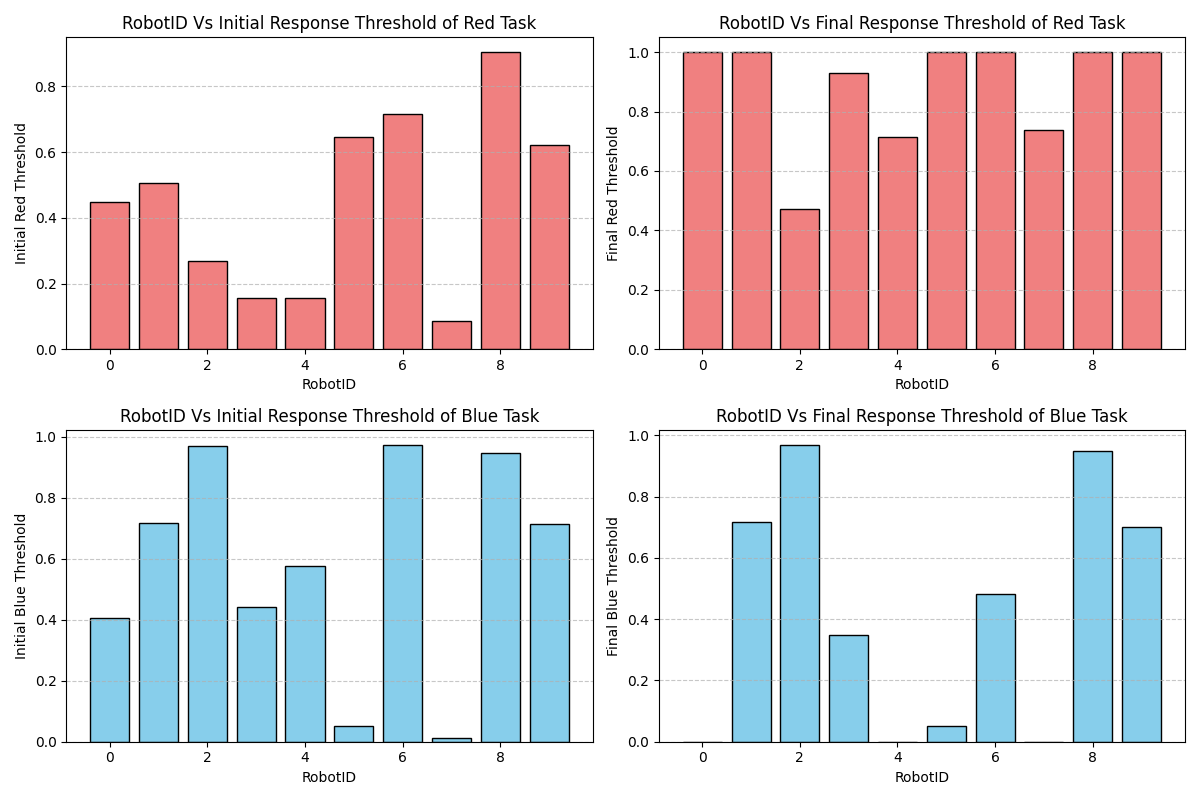 RobotID Vs Initial Response Threshold of Red Task
Initial Red Threshold
0.8
0.6
0.4
0.2
0.0
0 2 4 6 8
RobotID
RobotID Vs Final Response Threshold of Red Task
Final Red Threshold
1.0
0.8
0.6
0.4
0.2
0.0
0 2 4 6 8
RobotID
RobotID Vs Initial Response Threshold of Blue Task
Initial Blue Threshold
1.0
0.8
0.6
0.4
0.2
0.0
0 2 4 6 8
RobotID
RobotID Vs Final Response Threshold of Blue Task
Final Blue Threshold
1.0
0.8
0.6
0.4
0.2
0.0
0 2 4 6 8
RobotID